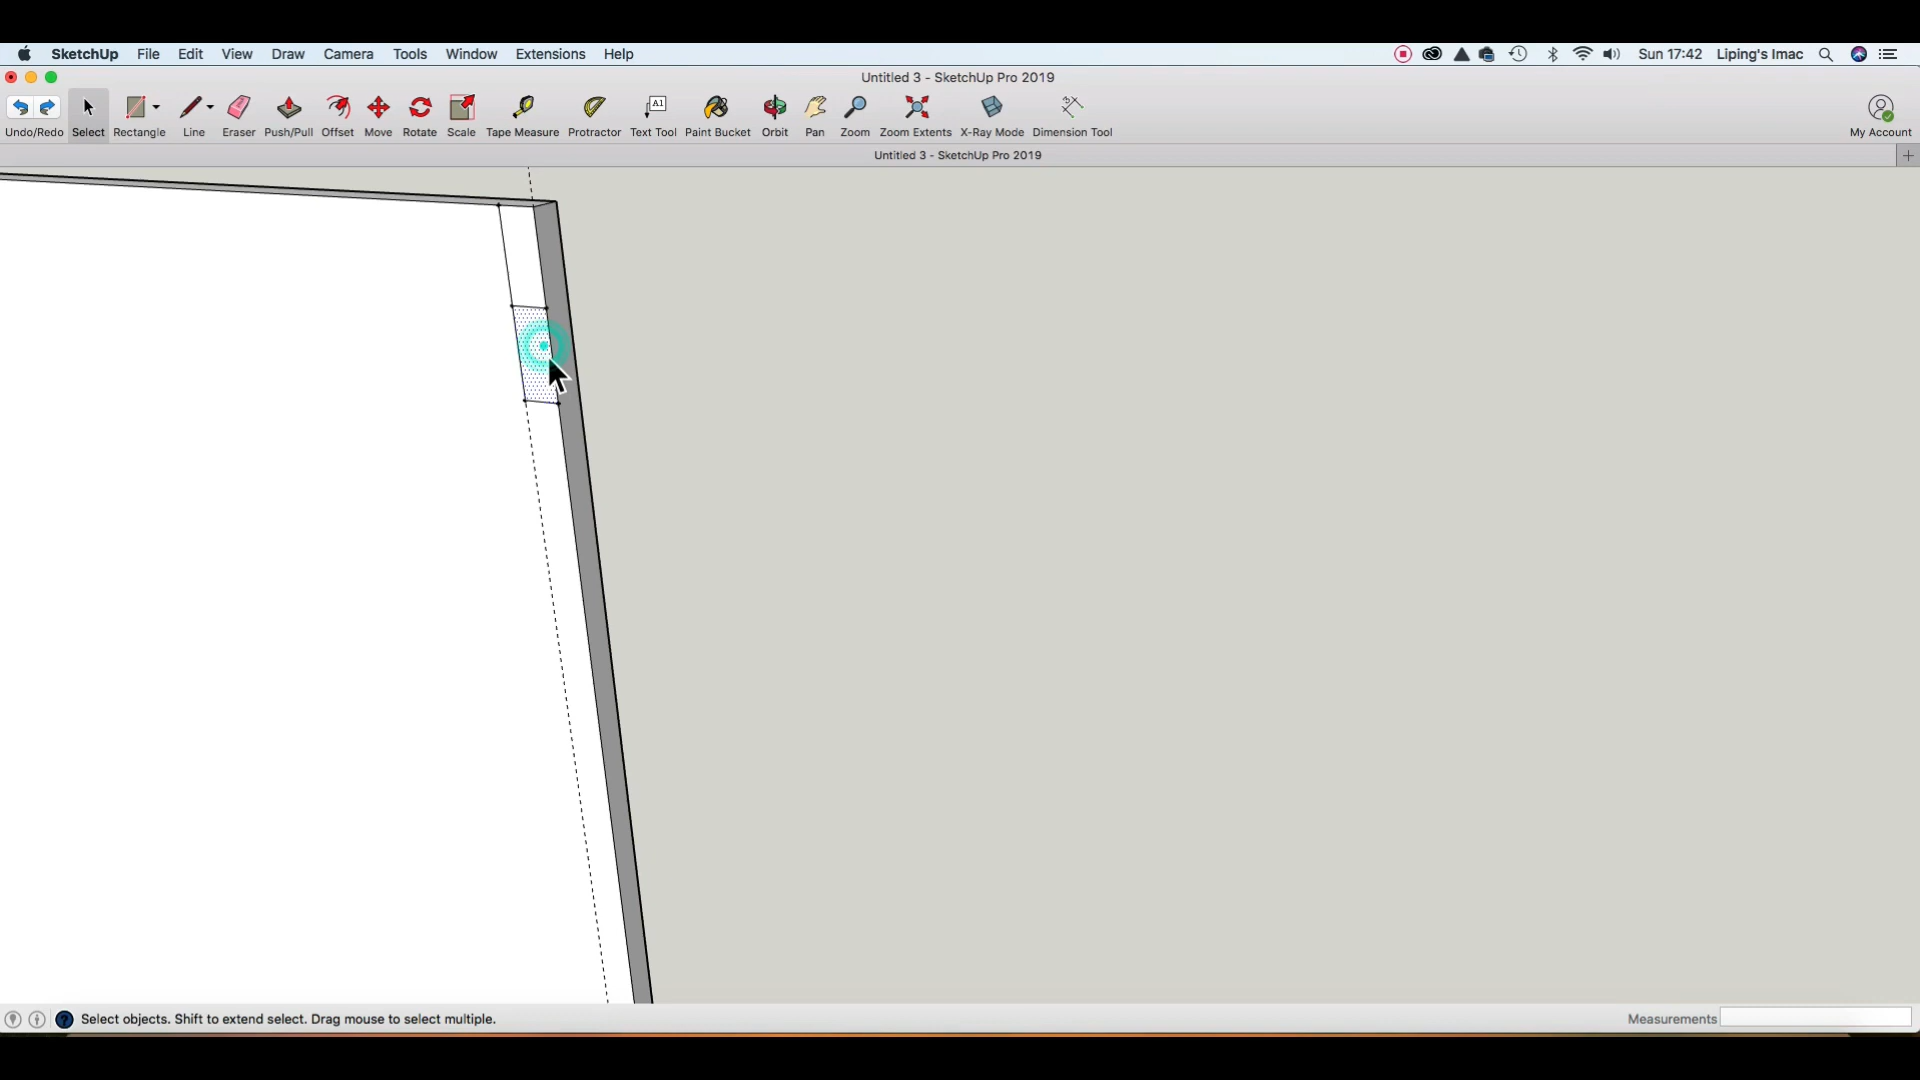 SketchUp File Edit View Draw Camera Tools Window Extensions Help Sun 17:42 Liping's Imac
Untitled 3 - SketchUp Pro 2019
A1
3
Undo/Redo Select Rectangle Line Eraser Push/Pull Offset Move Rotate Scale Tape Measure Protractor Text Tool Paint Bucket Orbit Pan Zoom Zoom Extents X-Ray Mode Dimension Tool My Account
Untitled 3 - SketchUp Pro 2019
? Select objects. Shift to extend select. Drag mouse to select multiple. Measurements